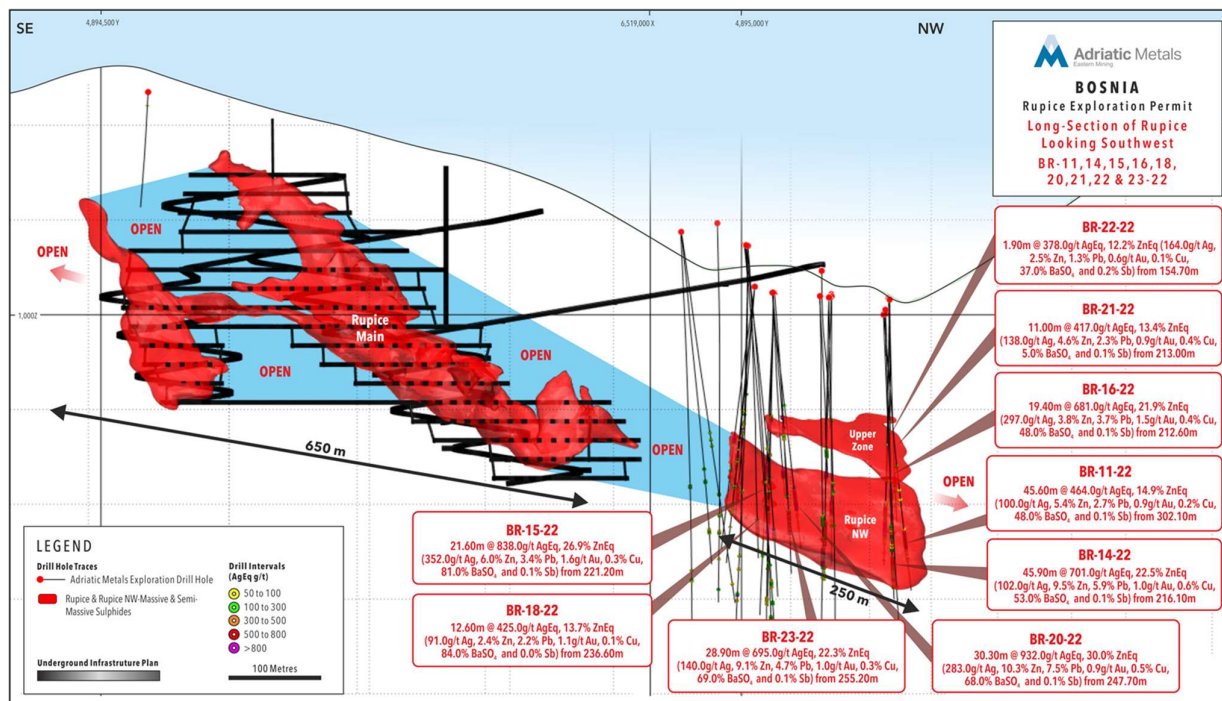 SE
4,894,500 Y
6,519,000 X
4,895,000 Y
NW
Adriatic Metals
Eastern Mining
BOSNIA
Rupice Exploration Permit
Long-Section of Rupice
Looking Southwest
BR-11,14,15,16,18,
20,21,22 & 23-22
OPEN
OPEN
1,000Z
Rupice
Main
OPEN
OPEN
OPEN
650 m
Upper
Zone
Rupice
NW
OPEN
250 m
BR-22-22
1.90m @ 378.0g/t AgEq, 12.2% ZnEq (164.0g/t Ag,
2.5% Zn, 1.3% Pb, 0.6g/t Au, 0.1% Cu,
37.0% BaSO₄ and 0.2% Sb) from 154.70m
BR-21-22
11.00m @ 417.0g/t AgEq, 13.4% ZnEq
(138.0g/t Ag, 4.6% Zn, 2.3% Pb, 0.9g/t Au, 0.4% Cu,
5.0% BaSO₄ and 0.1% Sb) from 213.00m
BR-16-22
19.40m @ 681.0g/t AgEq, 21.9% ZnEq
(297.0g/t Ag, 3.8% Zn, 3.7% Pb, 1.5g/t Au, 0.4% Cu,
48.0% BaSO₄ and 0.1% Sb) from 212.60m
BR-11-22
45.60m @ 464.0g/t AgEq, 14.9% ZnEq
(100.0g/t Ag, 5.4% Zn, 2.7% Pb, 0.9g/t Au, 0.2% Cu,
48.0% BaSO₄ and 0.1% Sb) from 302.10m
BR-14-22
45.90m @ 701.0g/t AgEq, 22.5% ZnEq
(102.0g/t Ag, 9.5% Zn, 5.9% Pb, 1.0g/t Au, 0.6% Cu,
53.0% BaSO₄ and 0.1% Sb) from 216.10m
BR-15-22
21.60m @ 838.0g/t AgEq, 26.9% ZnEq
(352.0g/t Ag, 6.0% Zn, 3.4% Pb, 1.6g/t Au, 0.3% Cu,
81.0% BaSO₄ and 0.1% Sb) from 221.20m
BR-18-22
12.60m @ 425.0g/t AgEq, 13.7% ZnEq
(91.0g/t Ag, 2.4% Zn, 2.2% Pb, 1.1g/t Au, 0.1% Cu,
84.0% BaSO₄ and 0.0% Sb) from 236.60m
BR-23-22
28.90m @ 695.0g/t AgEq, 22.3% ZnEq
(140.0g/t Ag, 9.1% Zn, 4.7% Pb, 1.0g/t Au, 0.3% Cu,
69.0% BaSO₄ and 0.1% Sb) from 255.20m
BR-20-22
30.30m @ 932.0g/t AgEq, 30.0% ZnEq
(283.0g/t Ag, 10.3% Zn, 7.5% Pb, 0.9g/t Au, 0.5% Cu,
68.0% BaSO₄ and 0.1% Sb) from 247.70m
LEGEND
Drill Hole Traces
Adriatic Metals Exploration Drill Hole
Rupice & Rupice NW-Massive & Semi-
Massive Sulphides
Underground Infrastruture Plan
Drill Intervals
(AgEq g/t)
50 to 100
100 to 300
300 to 500
500 to 800
>800
100 Metres